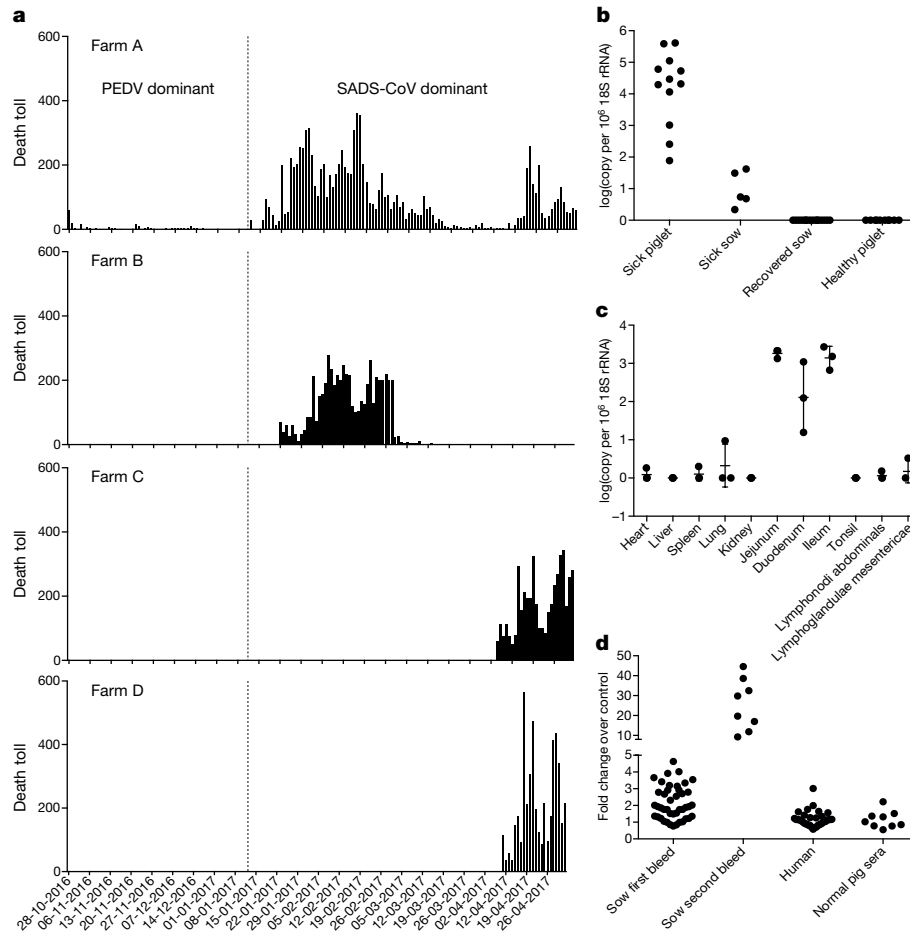 a
600
400
200
0
Death toll
Farm A
PEDV dominant
SADS-CoV dominant
600
400
200
0
Death toll
Farm B
600
400
200
0
Death toll
Farm C
600
400
200
0
Death toll
Farm D
28-10-2016
06-11-2016
13-11-2016
20-11-2016
27-11-2016
07-12-2016
14-12-2016
01-01-2017
08-01-2017
15-01-2017
22-01-2017
29-01-2017
05-02-2017
12-02-2017
19-02-2017
26-02-2017
05-03-2017
12-03-2017
19-03-2017
26-03-2017
02-04-2017
12-04-2017
19-04-2017
26-04-2017
b
6
5
4
3
2
1
0
log(copy per 10⁶ 18S rRNA)
Sick piglet
Sick sow
Recovered sow
Healthy piglet
c
4
3
2
1
0
–1
log(copy per 10⁶ 18S rRNA)
Heart
Liver
Spleen
Lung
Kidney
Jejunum
Duodenum
Ileum
Tonsil
Lymphonodi abdominals
Lymphoglandulae mesentericae
d
50
40
30
20
10
5
4
3
2
1
0
Fold change over control
Sow first bleed
Sow second bleed
Human
Normal pig sera